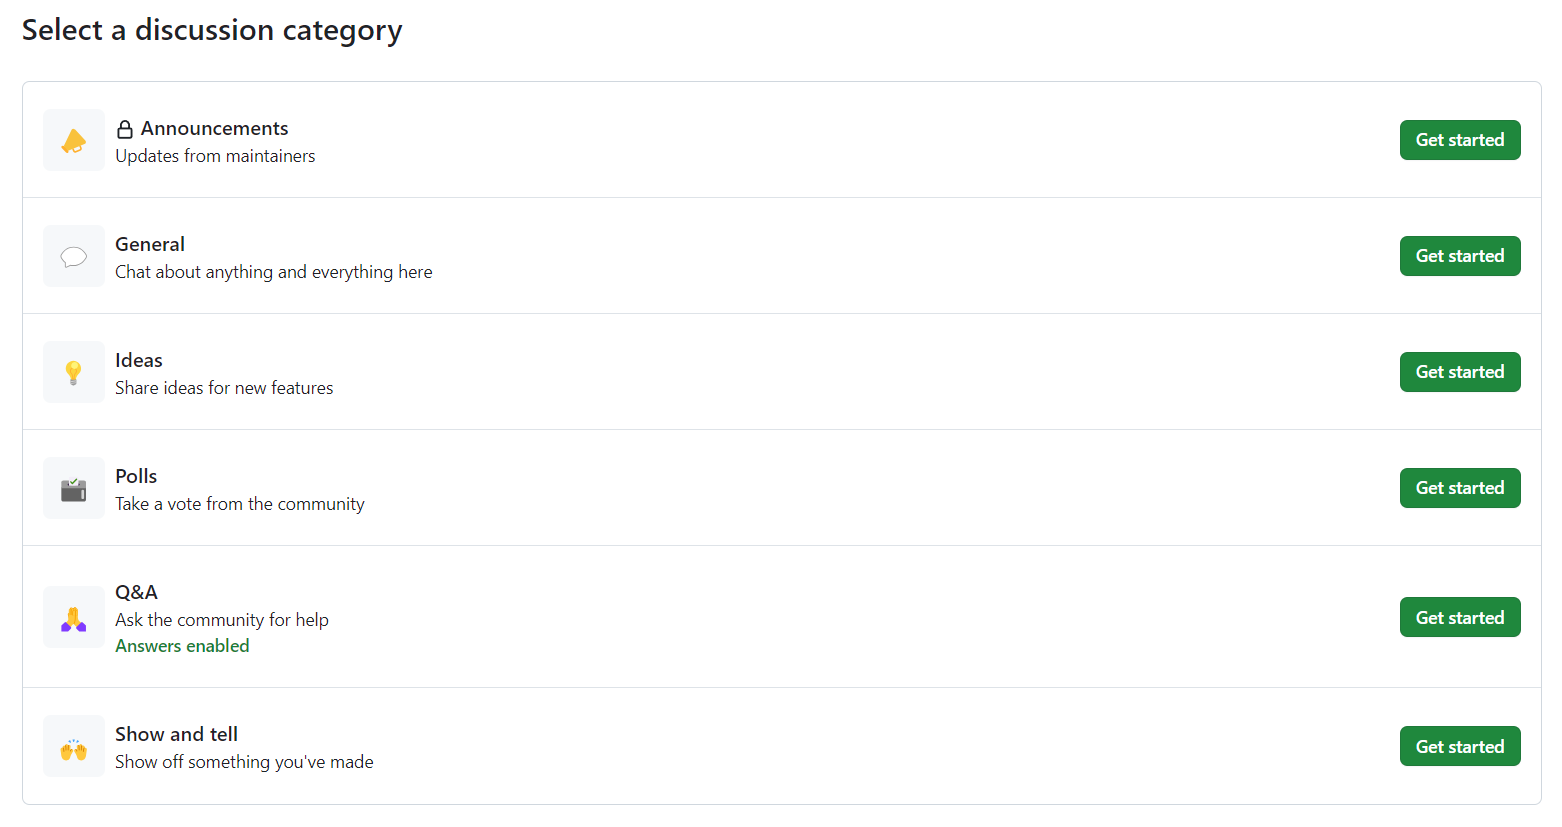 Select a discussion category
Announcements
Updates from maintainers
Get started
General
Chat about anything and everything here
Get started
Ideas
Share ideas for new features
Get started
Polls
Take a vote from the community
Get started
Q&A
Ask the community for help
Answers enabled
Get started
Show and tell
Show off something you've made
Get started